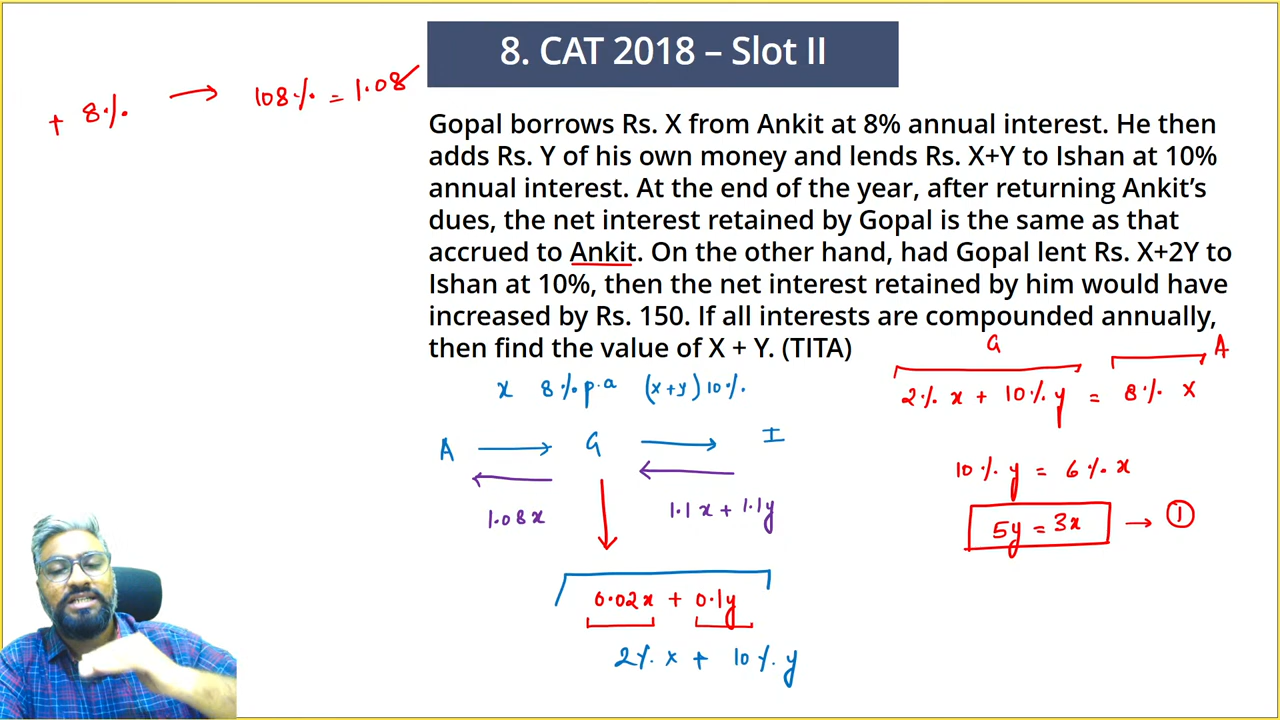 8. CAT 2018 – Slot II
+ 8% → 108% = 1.08 ✓
Gopal borrows Rs. X from Ankit at 8% annual interest. He then
adds Rs. Y of his own money and lends Rs. X+Y to Ishan at 10%
annual interest. At the end of the year, after returning Ankit’s
dues, the net interest retained by Gopal is the same as that
accrued to Ankit. On the other hand, had Gopal lent Rs. X+2Y to
Ishan at 10%, then the net interest retained by him would have
increased by Rs. 150. If all interests are compounded annually,
then find the value of X + Y. (TITA)
G A
2% x + 10% y = 8% x
x 8% p.a (x+y) 10%
A → G → I
10% y = 6% x
1.08x 1.1x + 1.1y
5y = 3x → ①
0.02x + 0.1y
2% x + 10% y